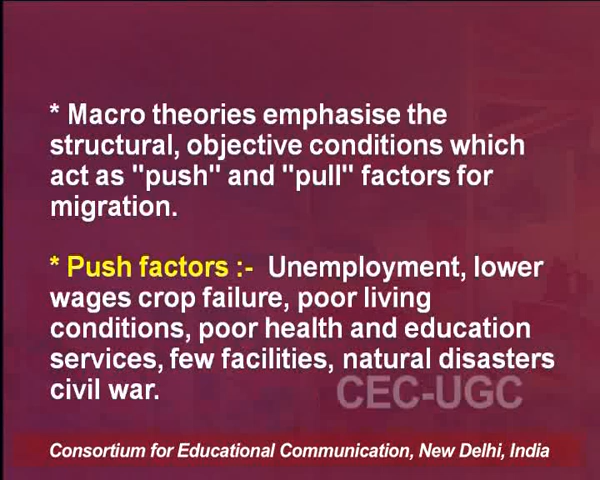 * Macro theories emphasise the
structural, objective conditions which
act as "push" and "pull" factors for
migration.
* Push factors :-  Unemployment, lower
wages crop failure, poor living
conditions, poor health and education
services, few facilities, natural disasters
civil war.
CEC-UGC
Consortium for Educational Communication, New Delhi, India